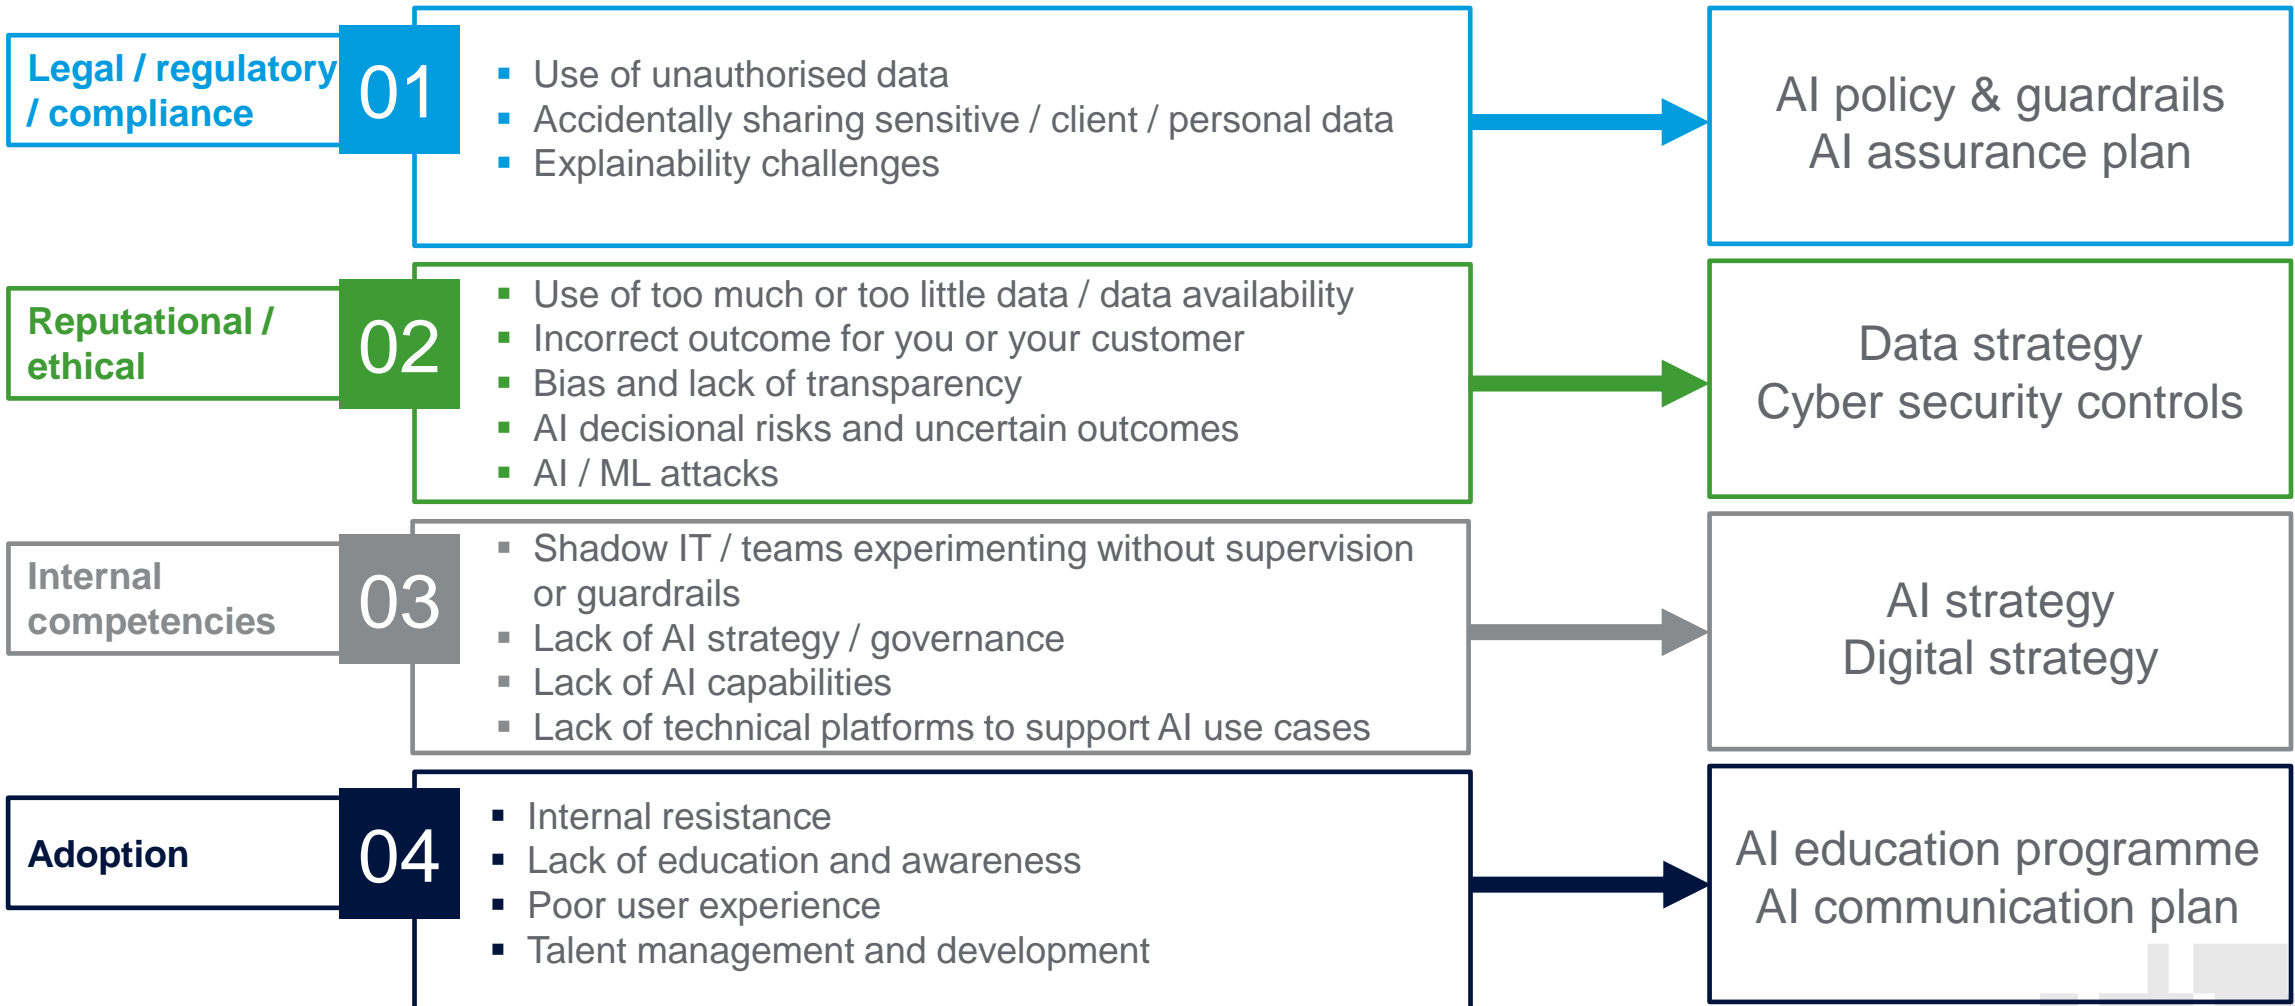 Legal / regulatory
/ compliance
01
Use of unauthorised data
Accidentally sharing sensitive / client / personal data
Explainability challenges
AI policy & guardrails
AI assurance plan
Reputational /
ethical
02
Use of too much or too little data / data availability
Incorrect outcome for you or your customer
Bias and lack of transparency
AI decisional risks and uncertain outcomes
AI / ML attacks
Data strategy
Cyber security controls
Internal
competencies
03
Shadow IT / teams experimenting without supervision
or guardrails
Lack of AI strategy / governance
Lack of AI capabilities
Lack of technical platforms to support AI use cases
AI strategy
Digital strategy
Adoption
04
Internal resistance
Lack of education and awareness
Poor user experience
Talent management and development
AI education programme
AI communication plan